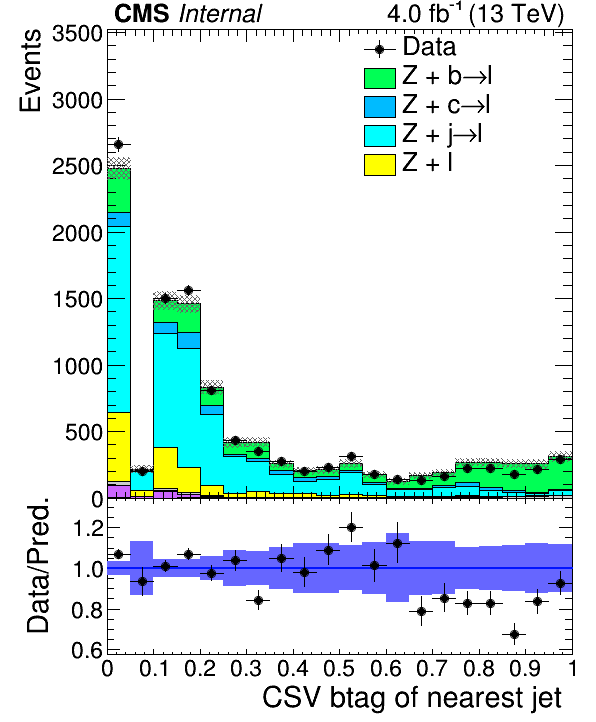 CMS Internal 4.0 fb-1 (13 TeV)
Events
3500
3000
2500
2000
1500
1000
500
0
Data
Z + b→l
Z + c→l
Z + j→l
Z + l
Data/Pred.
1.2
1.0
0.8
0.6
0 0.1 0.2 0.3 0.4 0.5 0.6 0.7 0.8 0.9 1
CSV btag of nearest jet